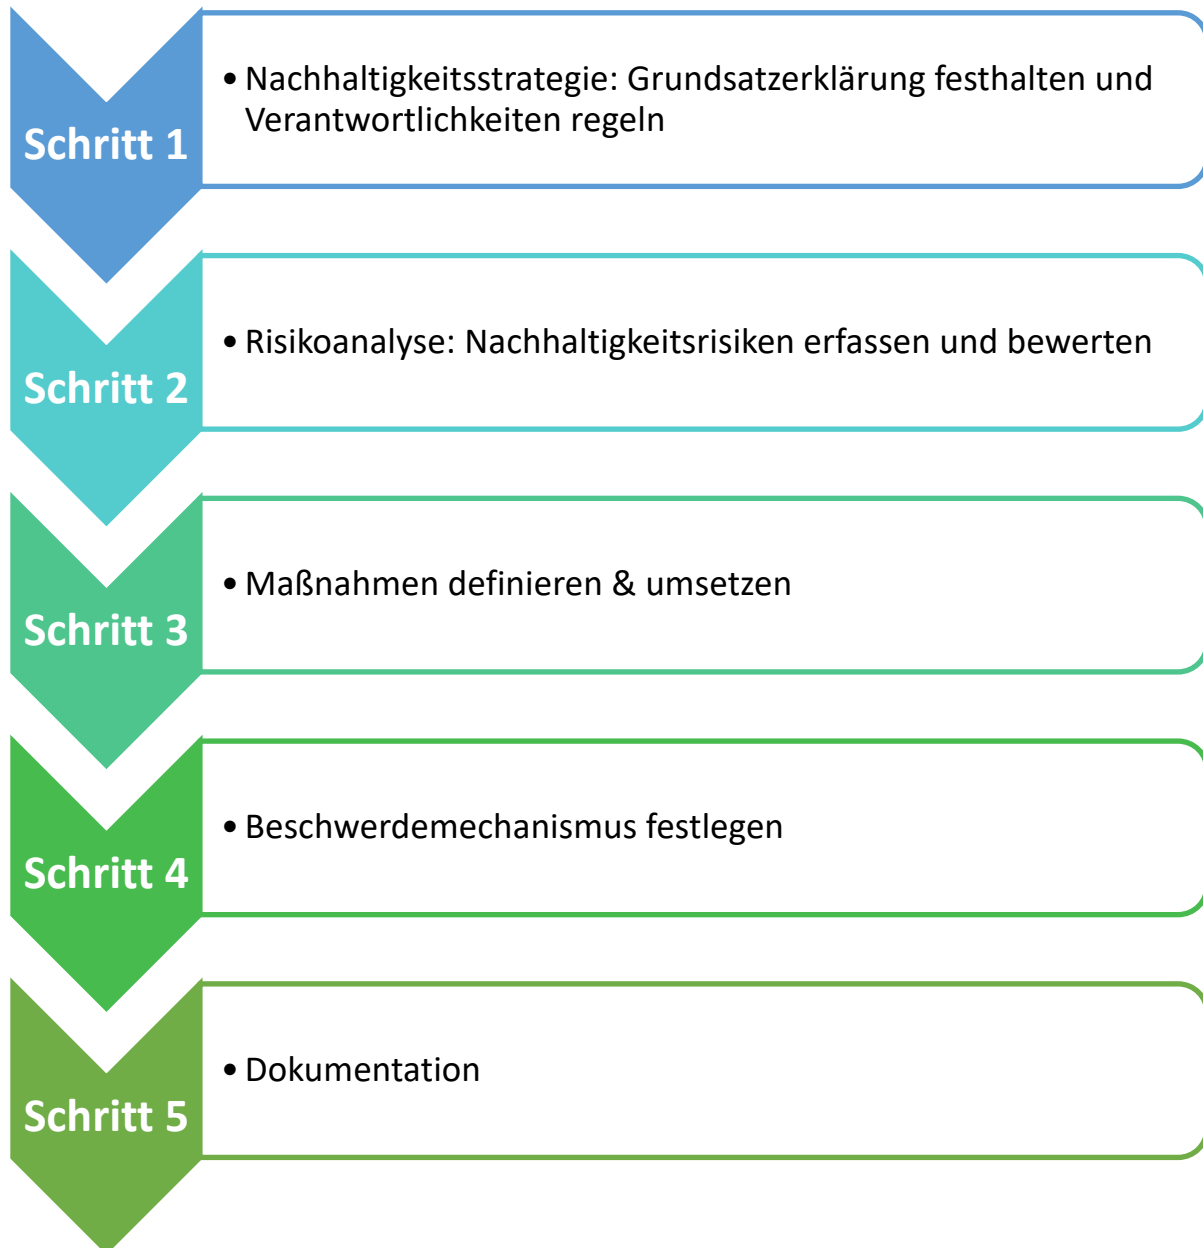 Schritt 1
• Nachhaltigkeitsstrategie: Grundsatzerklärung festhalten und
Verantwortlichkeiten regeln
Schritt 2
• Risikoanalyse: Nachhaltigkeitsrisiken erfassen und bewerten
Schritt 3
• Maßnahmen definieren & umsetzen
Schritt 4
• Beschwerdemechanismus festlegen
Schritt 5
• Dokumentation